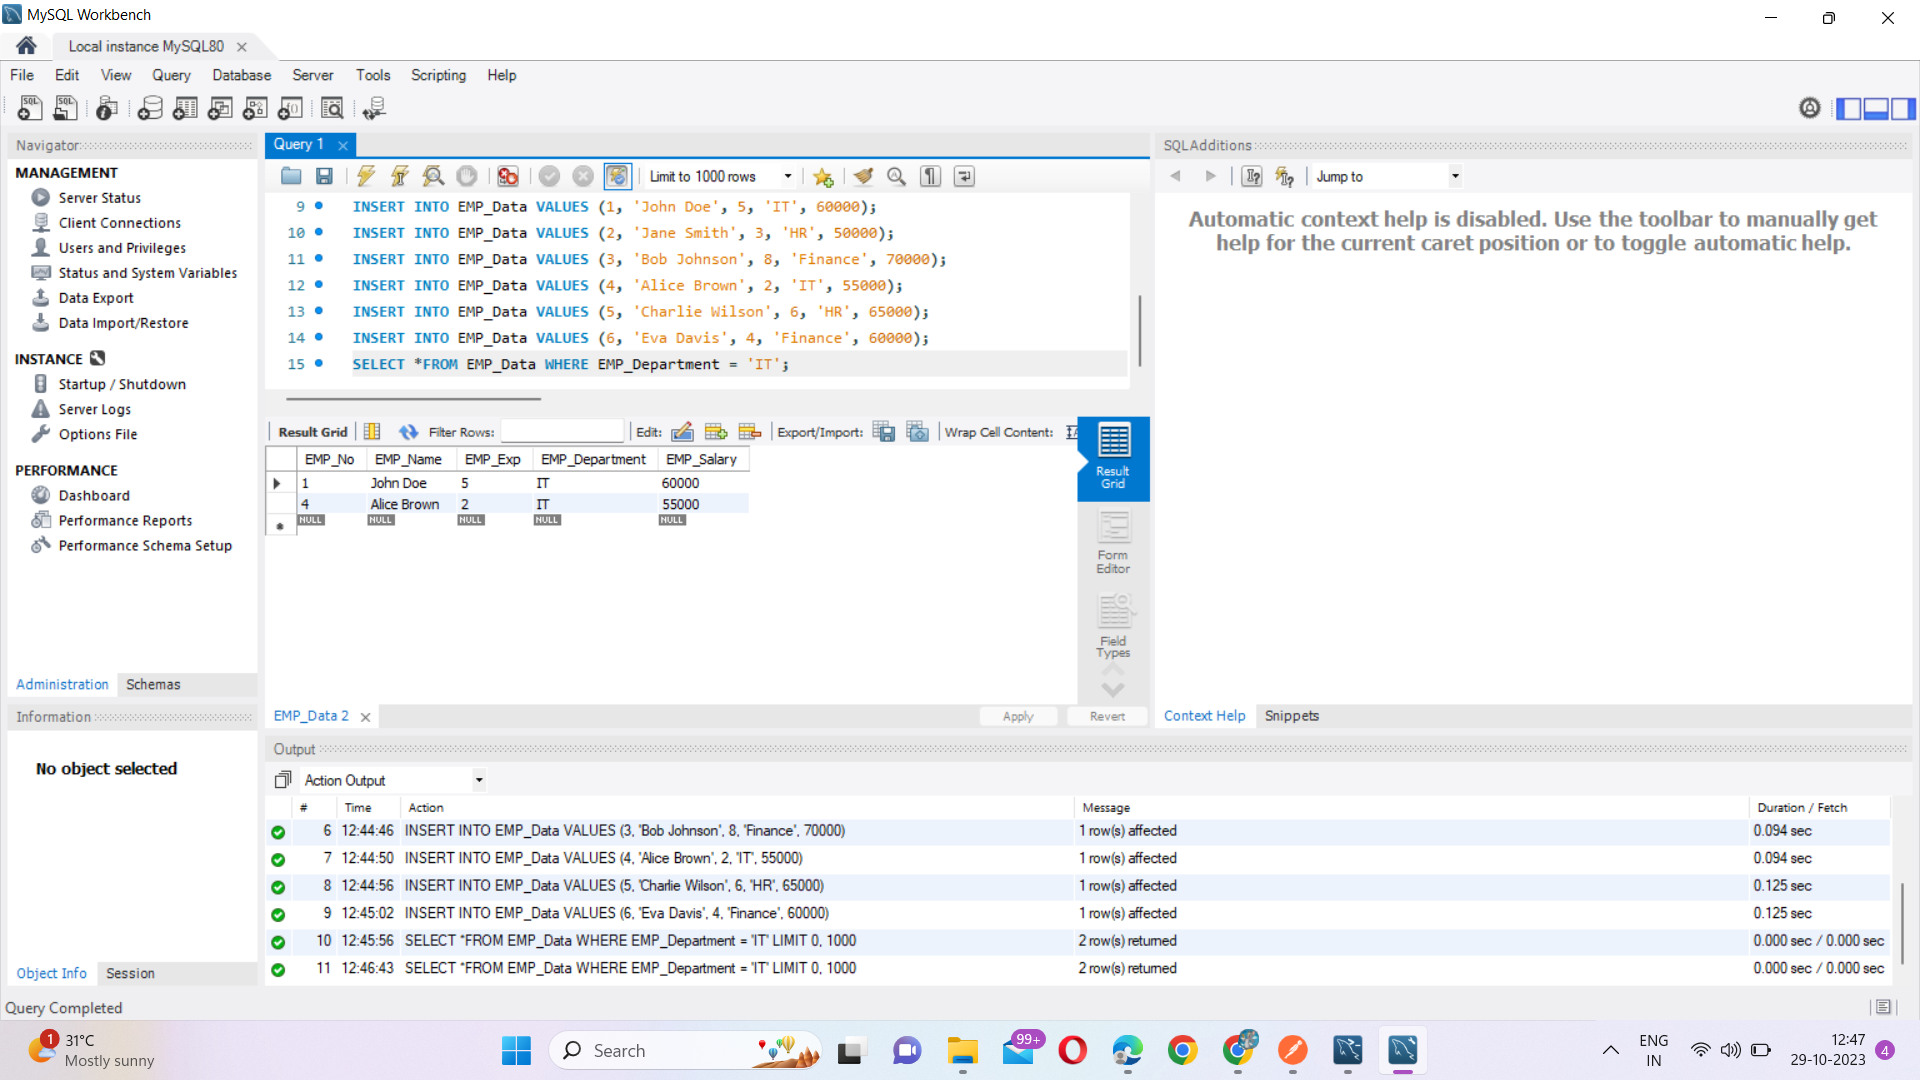 MySQL Workbench
Local instance MySQL80
File Edit View Query Database Server Tools Scripting Help
Navigator
MANAGEMENT
Server Status
Client Connections
Users and Privileges
Status and System Variables
Data Export
Data Import/Restore
INSTANCE
Startup / Shutdown
Server Logs
Options File
PERFORMANCE
Dashboard
Performance Reports
Performance Schema Setup
Administration Schemas
Information
No object selected
Object Info Session
Query 1
Limit to 1000 rows
9 INSERT INTO EMP_Data VALUES (1, 'John Doe', 5, 'IT', 60000);
10 INSERT INTO EMP_Data VALUES (2, 'Jane Smith', 3, 'HR', 50000);
11 INSERT INTO EMP_Data VALUES (3, 'Bob Johnson', 8, 'Finance', 70000);
12 INSERT INTO EMP_Data VALUES (4, 'Alice Brown', 2, 'IT', 55000);
13 INSERT INTO EMP_Data VALUES (5, 'Charlie Wilson', 6, 'HR', 65000);
14 INSERT INTO EMP_Data VALUES (6, 'Eva Davis', 4, 'Finance', 60000);
15 SELECT *FROM EMP_Data WHERE EMP_Department = 'IT';
Result Grid Filter Rows: Edit: Export/Import: Wrap Cell Content:
EMP_No EMP_Name EMP_Exp EMP_Department EMP_Salary
1 John Doe 5 IT 60000
4 Alice Brown 2 IT 55000
NULL NULL NULL NULL NULL
Result
Grid
Form
Editor
Field
Types
EMP_Data 2 Apply Revert
SQLAdditions
Jump to
Automatic context help is disabled. Use the toolbar to manually get
help for the current caret position or to toggle automatic help.
Context Help Snippets
Output
Action Output
# Time Action Message Duration / Fetch
6 12:44:46 INSERT INTO EMP_Data VALUES (3, 'Bob Johnson', 8, 'Finance', 70000) 1 row(s) affected 0.094 sec
7 12:44:50 INSERT INTO EMP_Data VALUES (4, 'Alice Brown', 2, 'IT', 55000) 1 row(s) affected 0.094 sec
8 12:44:56 INSERT INTO EMP_Data VALUES (5, 'Charlie Wilson', 6, 'HR', 65000) 1 row(s) affected 0.125 sec
9 12:45:02 INSERT INTO EMP_Data VALUES (6, 'Eva Davis', 4, 'Finance', 60000) 1 row(s) affected 0.125 sec
10 12:45:56 SELECT *FROM EMP_Data WHERE EMP_Department = 'IT' LIMIT 0, 1000 2 row(s) returned 0.000 sec / 0.000 sec
11 12:46:43 SELECT *FROM EMP_Data WHERE EMP_Department = 'IT' LIMIT 0, 1000 2 row(s) returned 0.000 sec / 0.000 sec
Query Completed
1 31°C
Mostly sunny
Search
99+
ENG
IN
12:47
29-10-2023
4